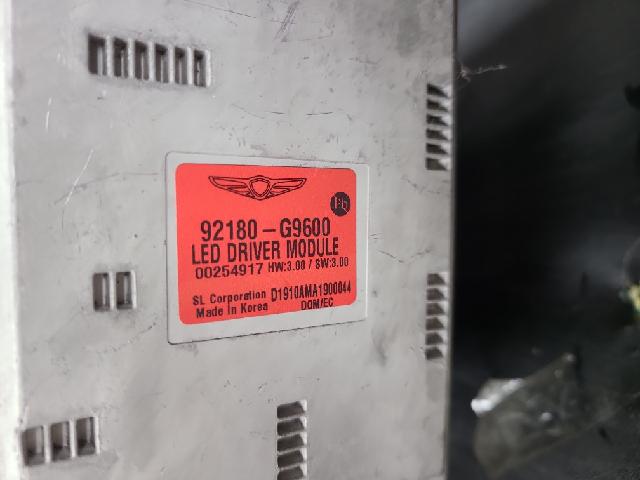 Pb
92180-G9600
LED DRIVER MODULE
00254917 HW:3.00 / SW:3.00
SL Corporation D1910AMA1900044
Made In Korea DOM/EC